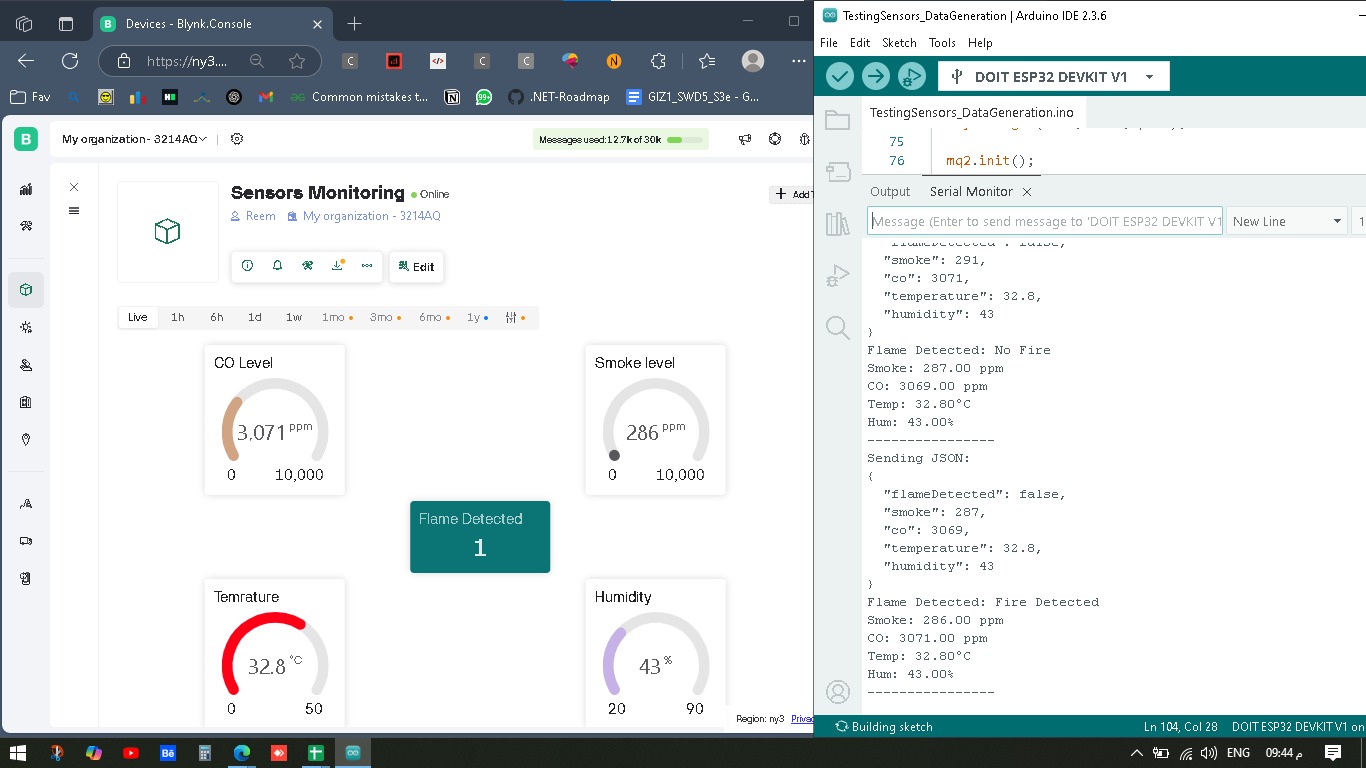 Devices - Blynk.Console
https://ny3....
Fav
Common mistakes t...
.NET-Roadmap
GIZ1_SWD5_S3e - G...
B
My organization - 3214AQ
Messages used: 12.7k of 30k
Sensors Monitoring
Online
Reem
My organization - 3214AQ
Add T
Edit
Live
1h
6h
1d
1w
1mo
3mo
6mo
1y
CO Level
3,071 ppm
0
10,000
Smoke level
286 ppm
0
10,000
Flame Detected
1
Temrature
32.8 °C
0
50
Humidity
43 %
20
90
Region: ny3
Privac
TestingSensors_DataGeneration | Arduino IDE 2.3.6
File
Edit
Sketch
Tools
Help
DOIT ESP32 DEVKIT V1
TestingSensors_DataGeneration.ino
75
76
mq2.init();
Output
Serial Monitor
Message (Enter to send message to 'DOIT ESP32 DEVKIT V1
New Line
1
"flameDetected": false,
"smoke": 291,
"co": 3071,
"temperature": 32.8,
"humidity": 43
}
Flame Detected: No Fire
Smoke: 287.00 ppm
CO: 3069.00 ppm
Temp: 32.80°C
Hum: 43.00%
----------------
Sending JSON:
{
"flameDetected": false,
"smoke": 287,
"co": 3069,
"temperature": 32.8,
"humidity": 43
}
Flame Detected: Fire Detected
Smoke: 286.00 ppm
CO: 3071.00 ppm
Temp: 32.80°C
Hum: 43.00%
----------------
Building sketch
Ln 104, Col 28
DOIT ESP32 DEVKIT V1 on
Bē
ENG
09:44 م